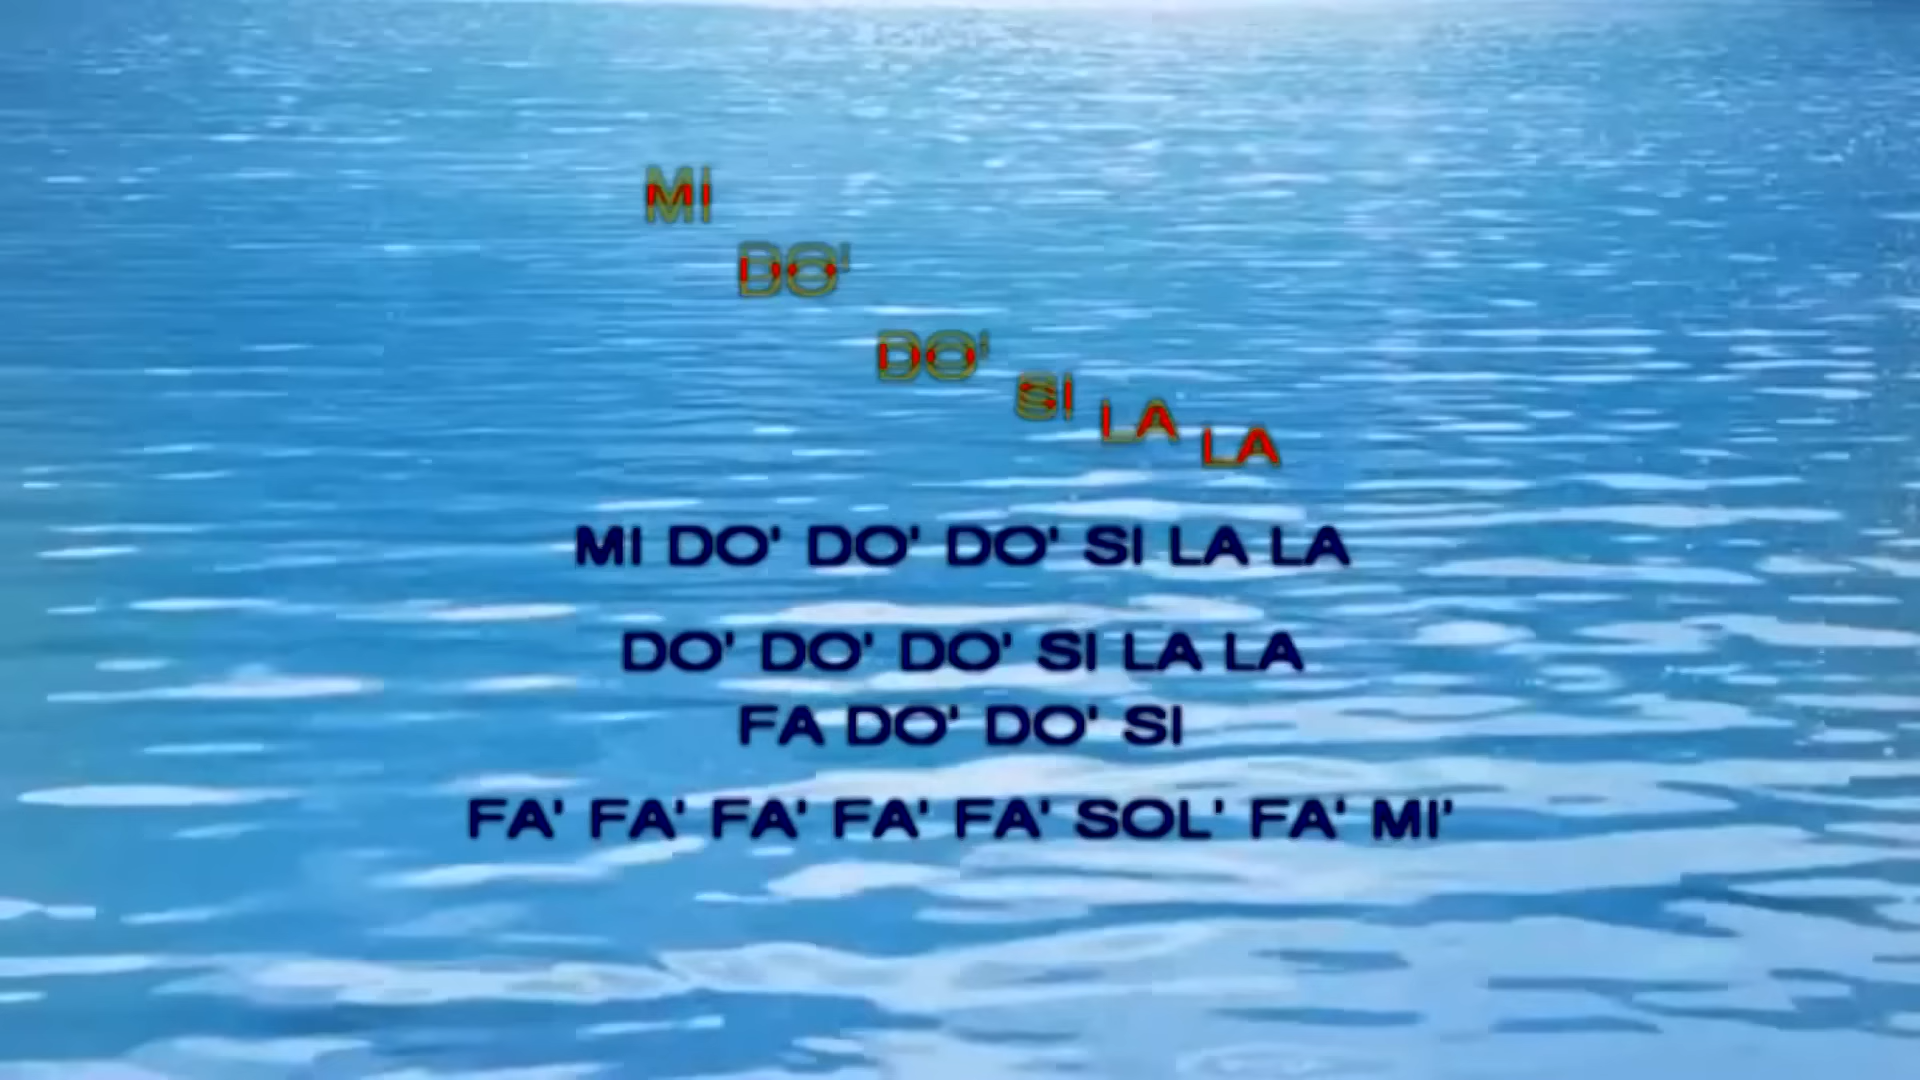 MI DO' DO' SI LA LA
MI DO' DO' DO' SI LA LA
DO' DO' DO' SI LA LA
FA DO' DO' SI
FA' FA' FA' FA' FA' SOL' FA' MI'